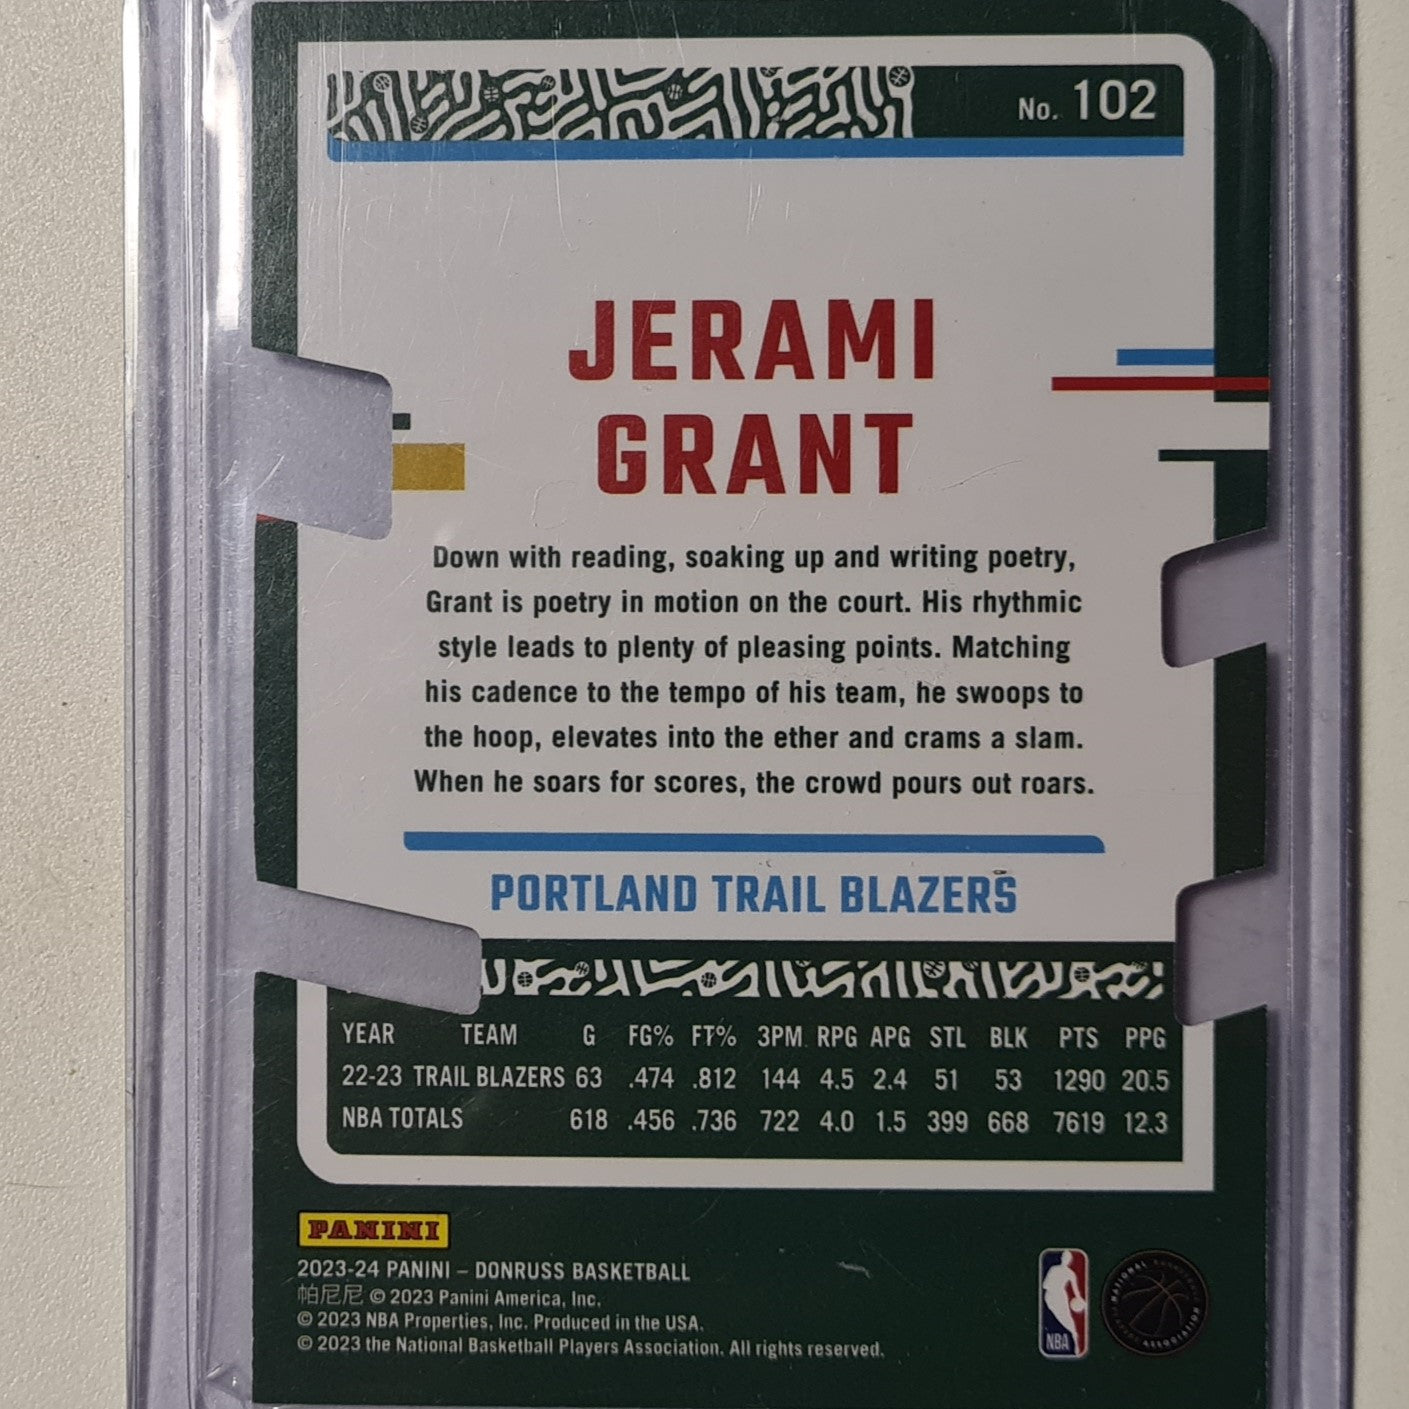 No. 102
JERAMI
GRANT
Down with reading, soaking up and writing poetry,
Grant is poetry in motion on the court. His rhythmic
style leads to plenty of pleasing points. Matching
his cadence to the tempo of his team, he swoops to
the hoop, elevates into the ether and crams a slam.
When he soars for scores, the crowd pours out roars.
PORTLAND TRAIL BLAZERS
YEAR TEAM G FG% FT% 3PM RPG APG STL BLK PTS PPG
22-23 TRAIL BLAZERS 63 .474 .812 144 4.5 2.4 51 53 1290 20.5
NBA TOTALS 618 .456 .736 722 4.0 1.5 399 668 7619 12.3
PANINI
2023-24 PANINI – DONRUSS BASKETBALL
帕尼尼 © 2023 Panini America, Inc.
© 2023 NBA Properties, Inc. Produced in the USA.
© 2023 the National Basketball Players Association. All rights reserved.
NBA
NATIONAL BASKETBALL PLAYERS ASSOCIATION